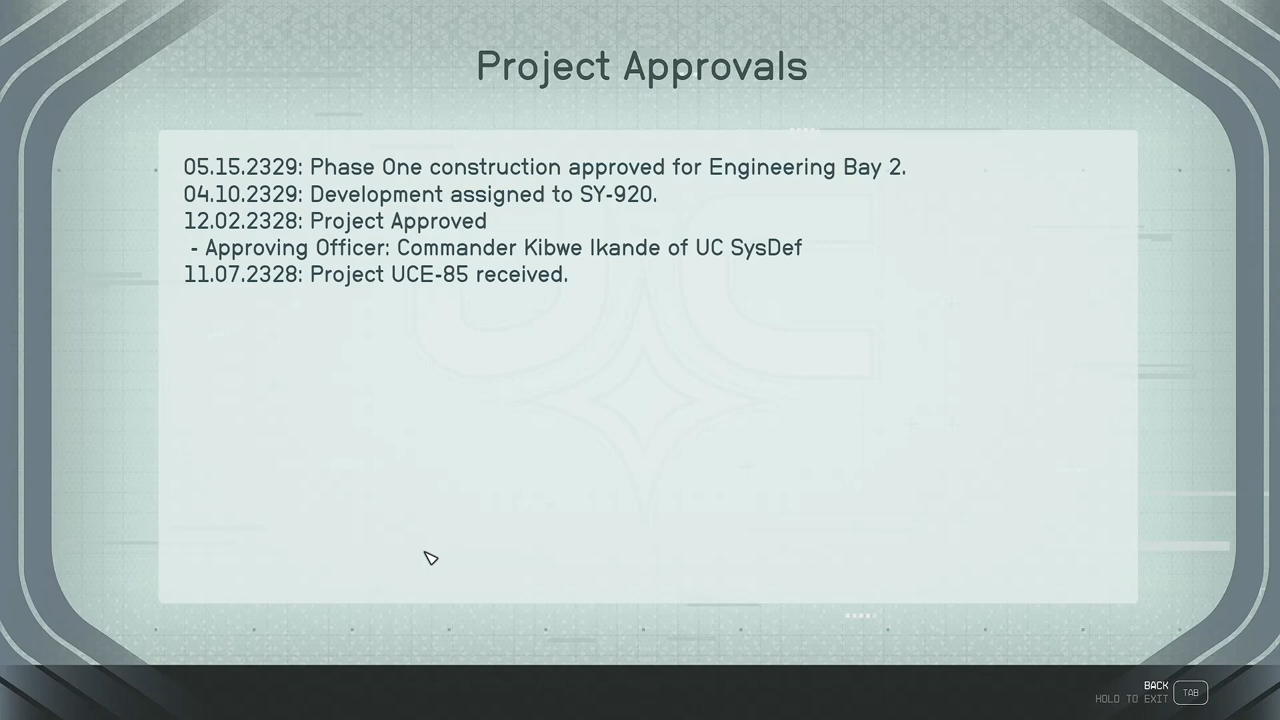 Project Approvals
05.15.2329: Phase One construction approved for Engineering Bay 2.
04.10.2329: Development assigned to SY-920.
12.02.2328: Project Approved
- Approving Officer: Commander Kibwe Ikande of UC SysDef
11.07.2328: Project UCE-85 received.
UC
BACK
HOLD TO EXIT TAB